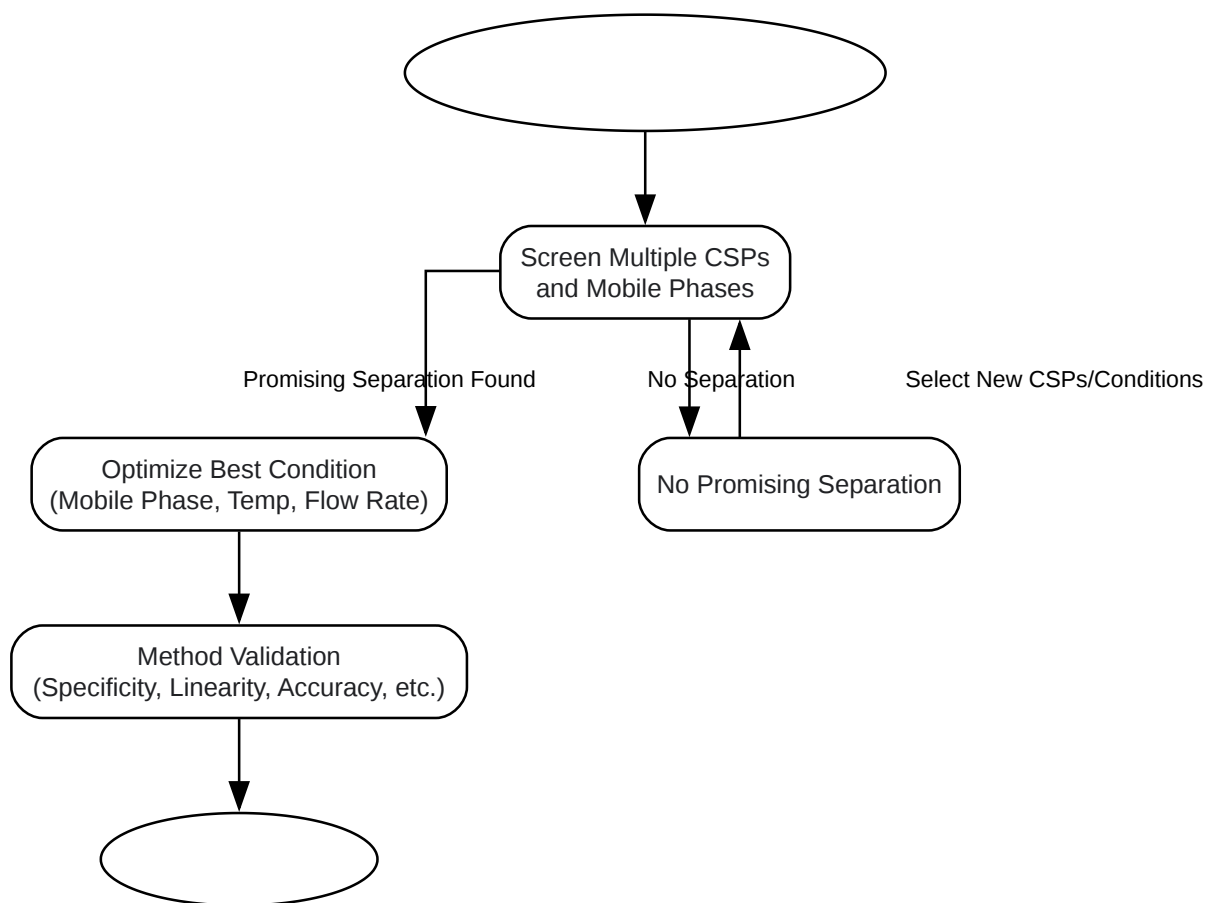 Screen Multiple CSPs
and Mobile Phases
Promising Separation Found
No Separation
Select New CSPs/Conditions
Optimize Best Condition
(Mobile Phase, Temp, Flow Rate)
No Promising Separation
Method Validation
(Specificity, Linearity, Accuracy, etc.)